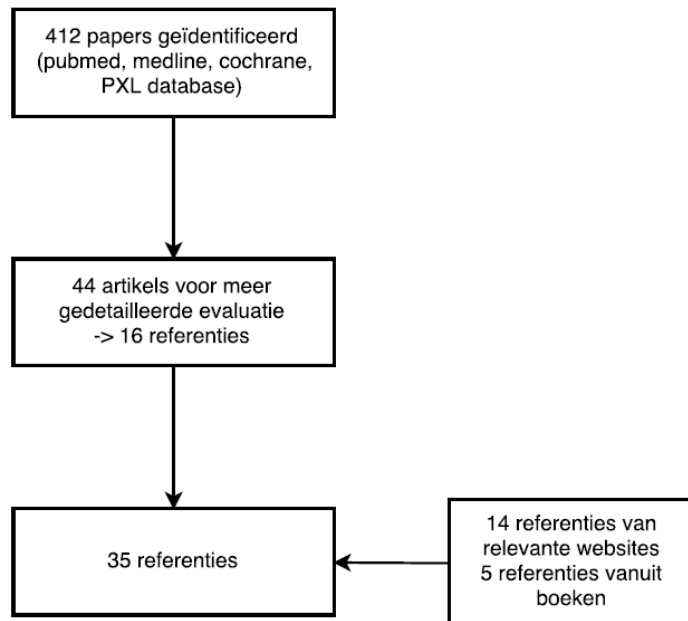 412 papers geïdentificeerd
(pubmed, medline, cochrane,
PXL database)
44 artikels voor meer
gedetailleerde evaluatie
-> 16 referenties
35 referenties
14 referenties van
relevante websites
5 referenties vanuit
boeken